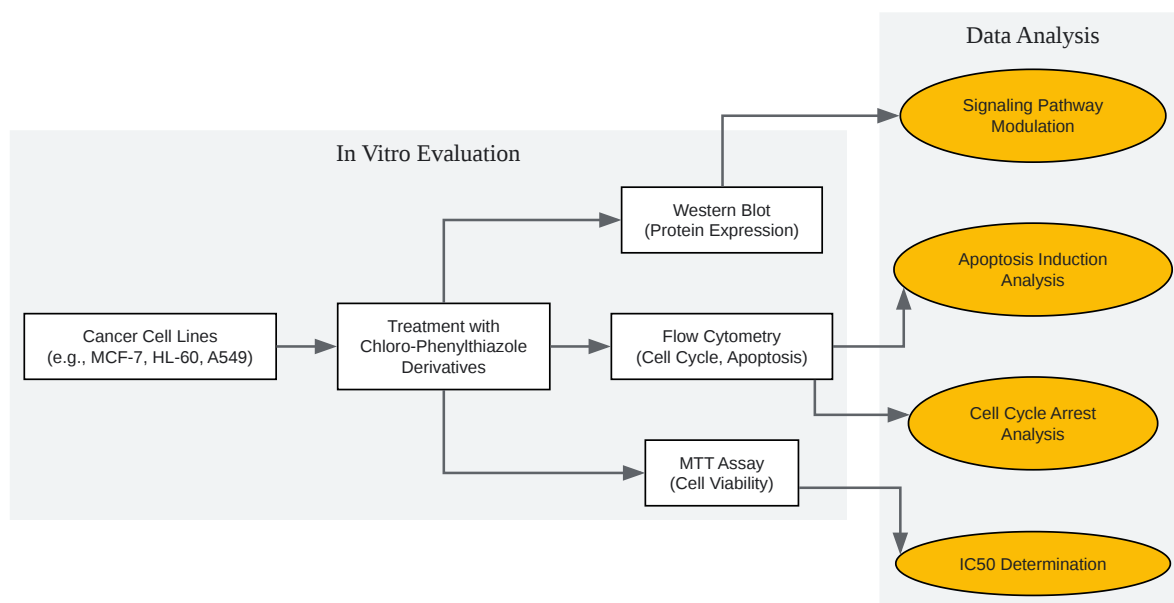 Data Analysis
Signaling Pathway
Modulation
In Vitro Evaluation
Western Blot
(Protein Expression)
Apoptosis Induction
Analysis
Cancer Cell Lines
(e.g., MCF-7, HL-60, A549)
Treatment with
Chloro-Phenylthiazole
Derivatives
Flow Cytometry
(Cell Cycle, Apoptosis)
Cell Cycle Arrest
Analysis
MTT Assay
(Cell Viability)
IC50 Determination